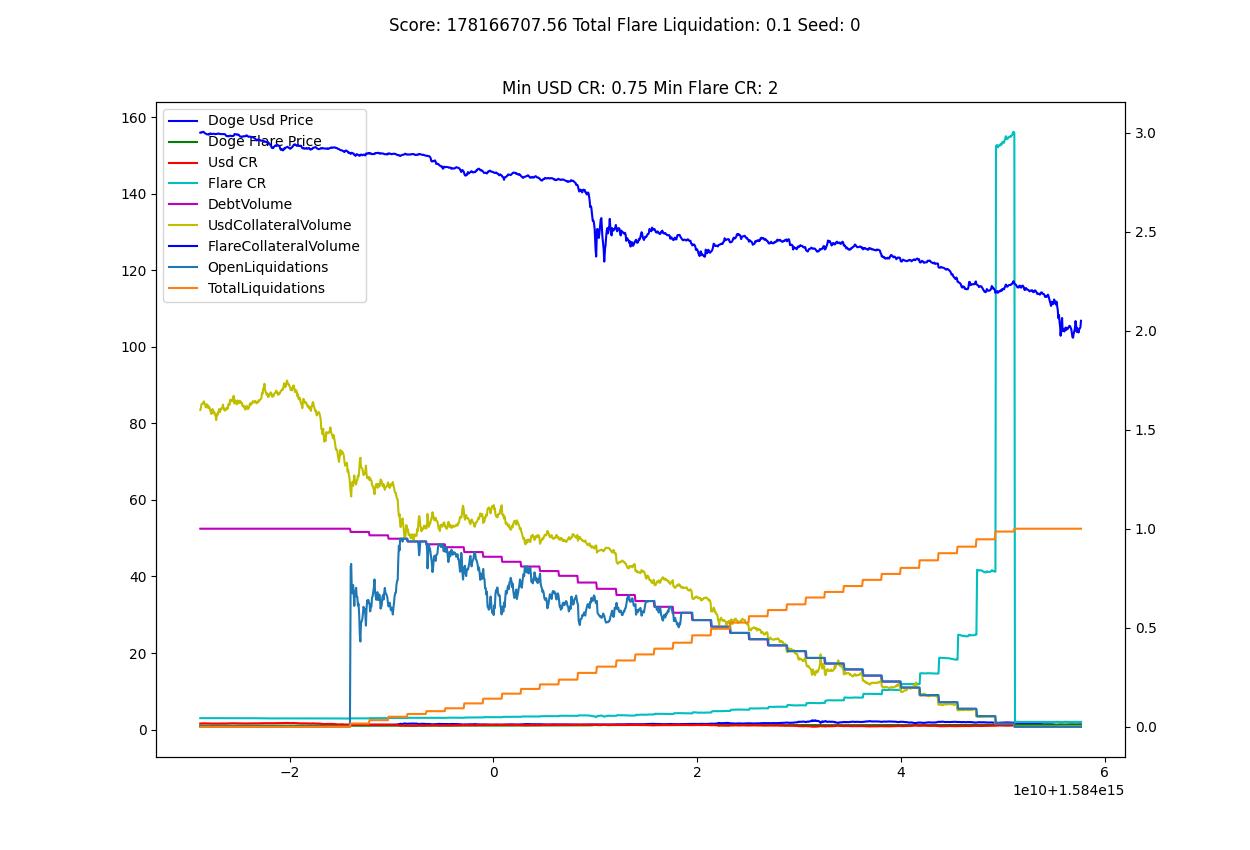 Score: 178166707.56 Total Flare Liquidation: 0.1 Seed: 0
Min USD CR: 0.75 Min Flare CR: 2
Doge Usd Price
Doge Flare Price
Usd CR
Flare CR
DebtVolume
UsdCollateralVolume
FlareCollateralVolume
OpenLiquidations
TotalLiquidations
160
140
120
100
80
60
40
20
0
3.0
2.5
2.0
1.5
1.0
0.5
0.0
−2 0 2 4 6
1e10+1.584e15